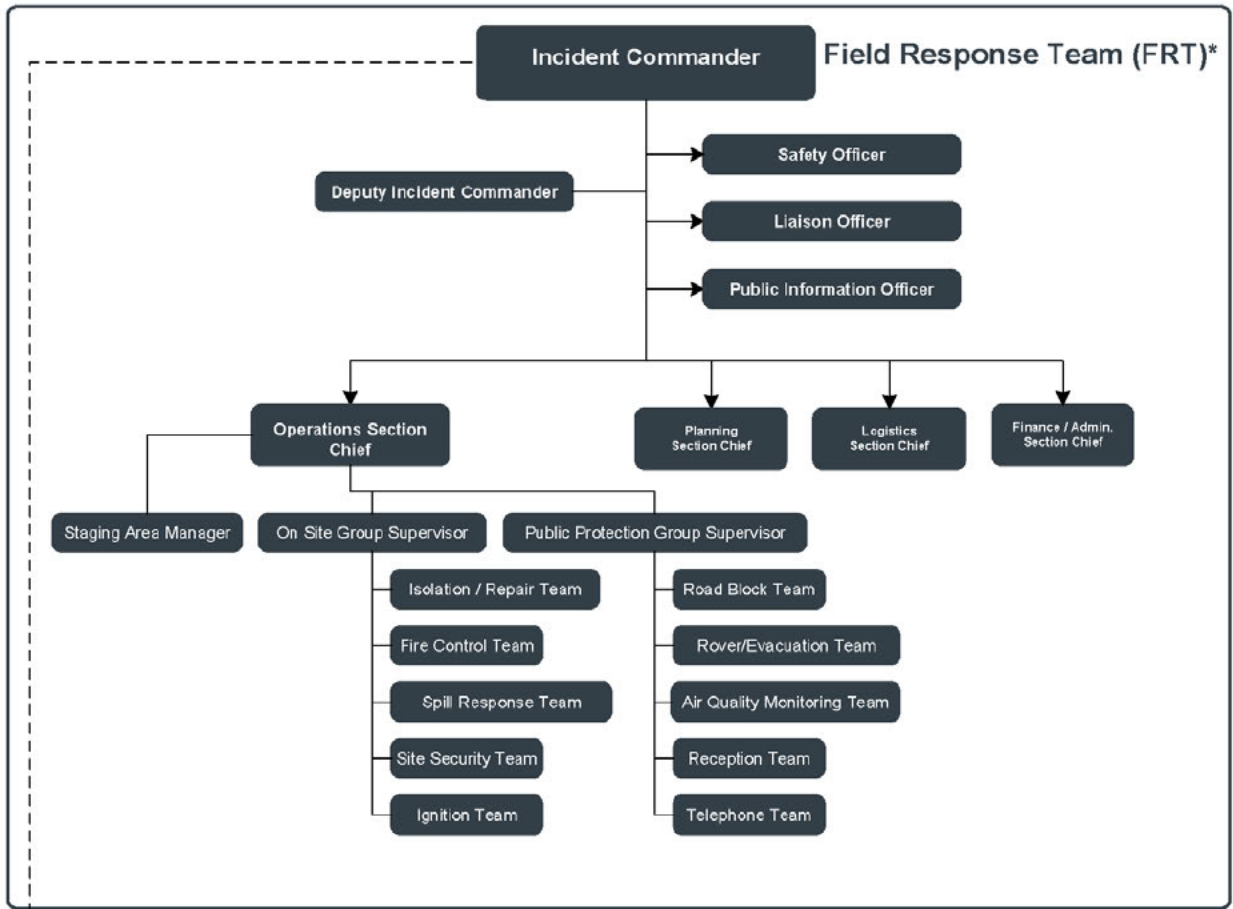 Incident Commander
Field Response Team (FRT)*
Safety Officer
Deputy Incident Commander
Liaison Officer
Public Information Officer
Operations Section
Chief
Planning
Section Chief
Logistics
Section Chief
Finance / Admin.
Section Chief
Staging Area Manager
On Site Group Supervisor
Public Protection Group Supervisor
Isolation / Repair Team
Fire Control Team
Spill Response Team
Site Security Team
Ignition Team
Road Block Team
Rover/Evacuation Team
Air Quality Monitoring Team
Reception Team
Telephone Team